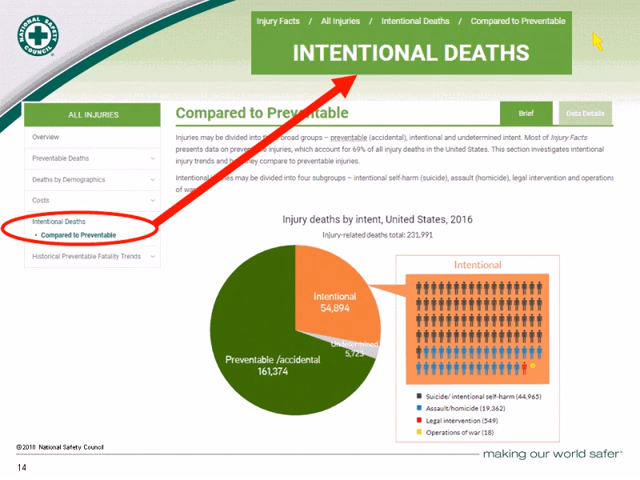 Injury Facts / All Injuries / Intentional Deaths / Compared to Preventable
INTENTIONAL DEATHS
NATIONAL SAFETY COUNCIL
ALL INJURIES
Overview
Preventable Deaths
Deaths by Demographics
Costs
Intentional Deaths
• Compared to Preventable
Historical Preventable Fatality Trends
Compared to Preventable
Brief
Data Details
Injuries may be divided into three broad groups – preventable (accidental), intentional and undetermined intent. Most of Injury Facts
presents data on preventable injuries, which account for 69% of all injury deaths in the United States. This section investigates intentional
injury trends and how they compare to preventable injuries.
Intentional injuries may be divided into four subgroups – intentional self-harm (suicide), assault (homicide), legal intervention and operations
of war.
Injury deaths by intent, United States, 2016
Injury-related deaths total: 231,991
Intentional
54,894
Undetermined
5,723
Preventable /accidental
161,374
Intentional
Suicide/ intentional self-harm (44,965)
Assault/homicide (19,362)
Legal intervention (549)
Operations of war (18)
©2018 National Safety Council
making our world safer
14